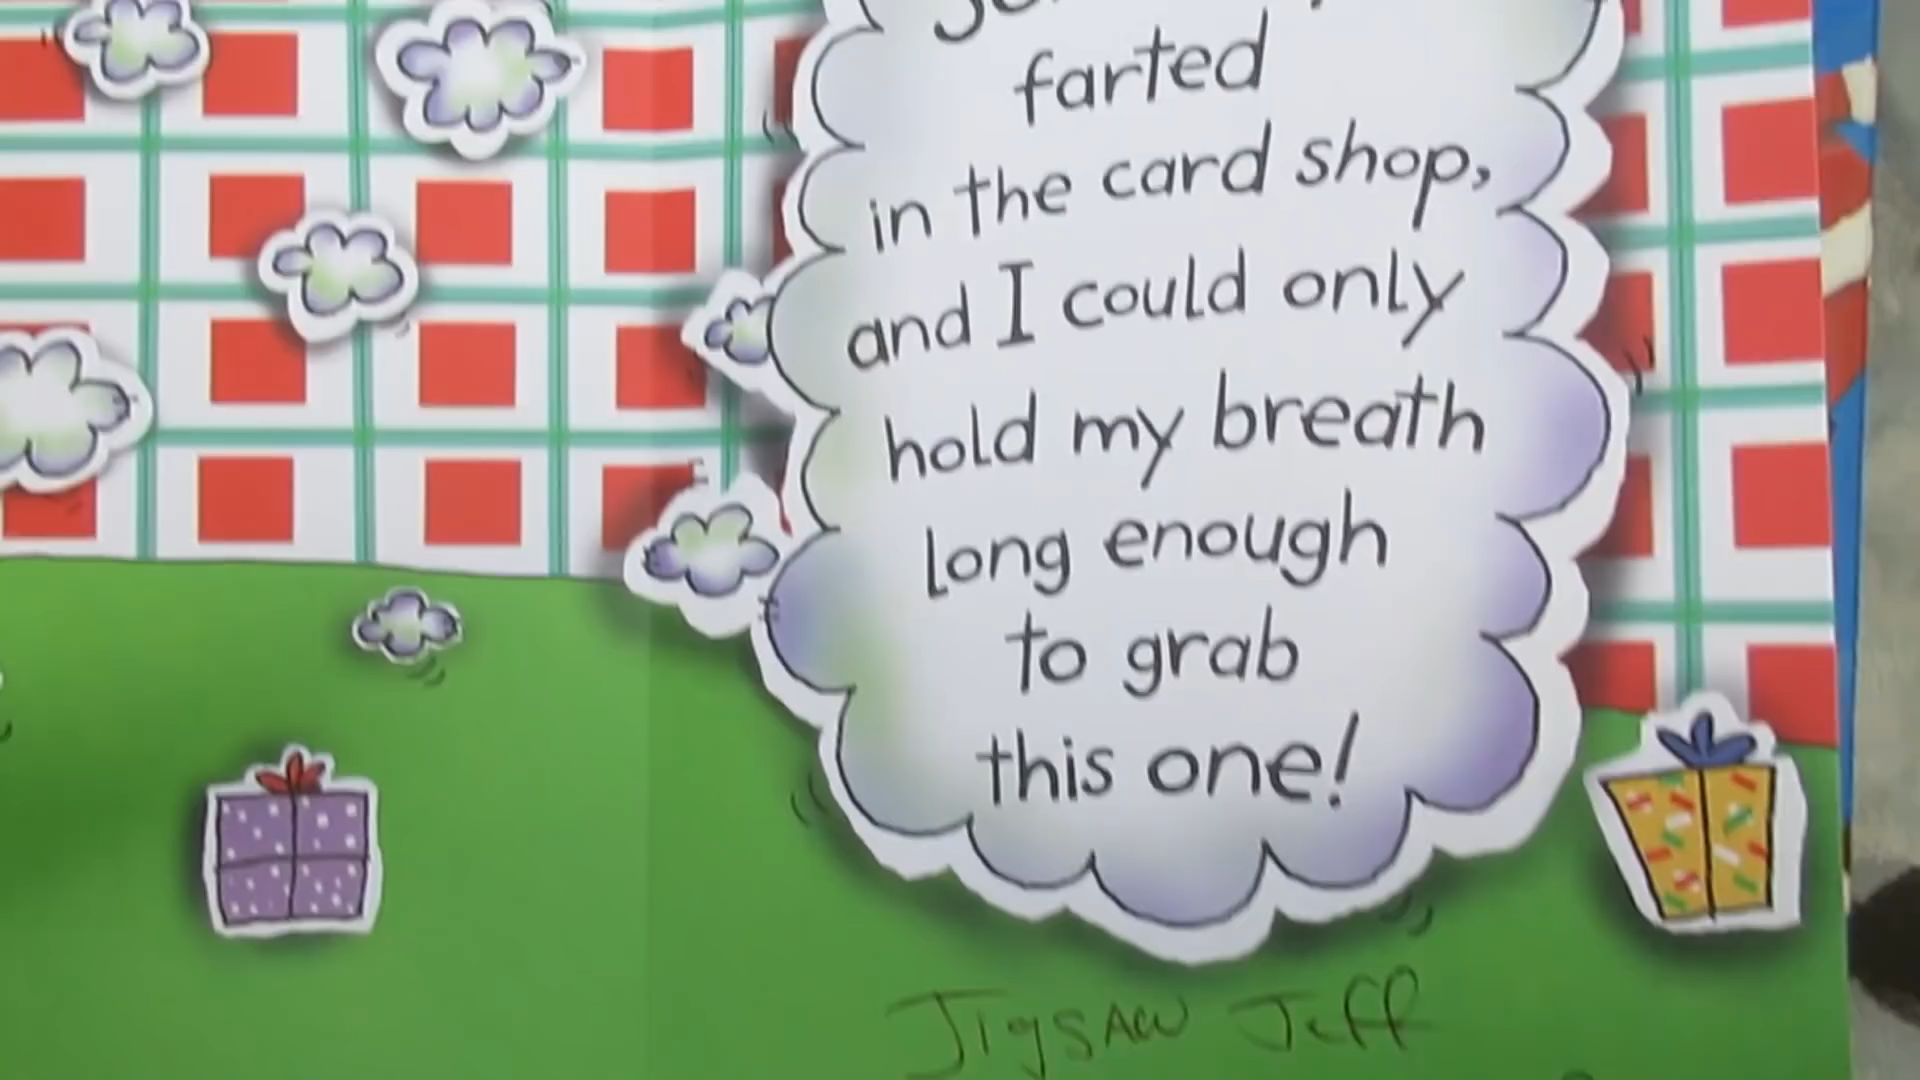 farted
in the card shop,
and I could only
hold my breath
long enough
to grab
this one!
Jigsaw Jeff